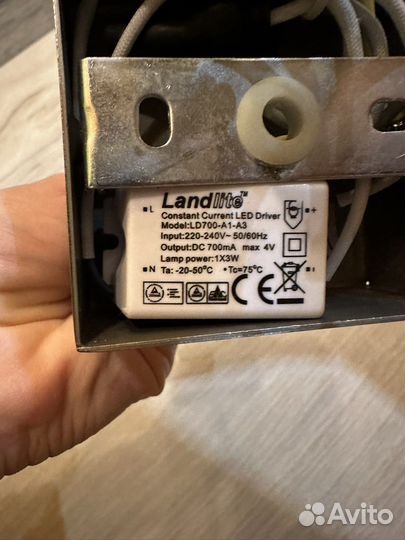 Landlite™
L Constant Current LED Driver +
Model:LD700-A1-A3
Input:220-240V~ 50/60Hz
Output:DC 700mA max 4V
Lamp power:1X3W
N Ta: -20-50°C •Tc=75°C
CE
Avito